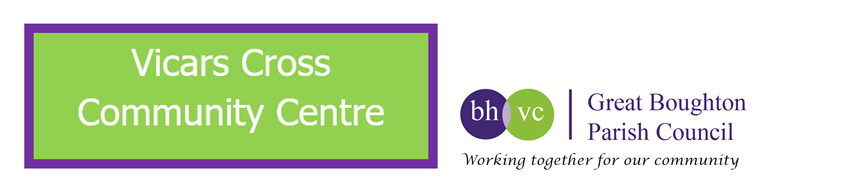 Vicars Cross
Community Centre
bh vc
Great Boughton
Parish Council
Working together for our community